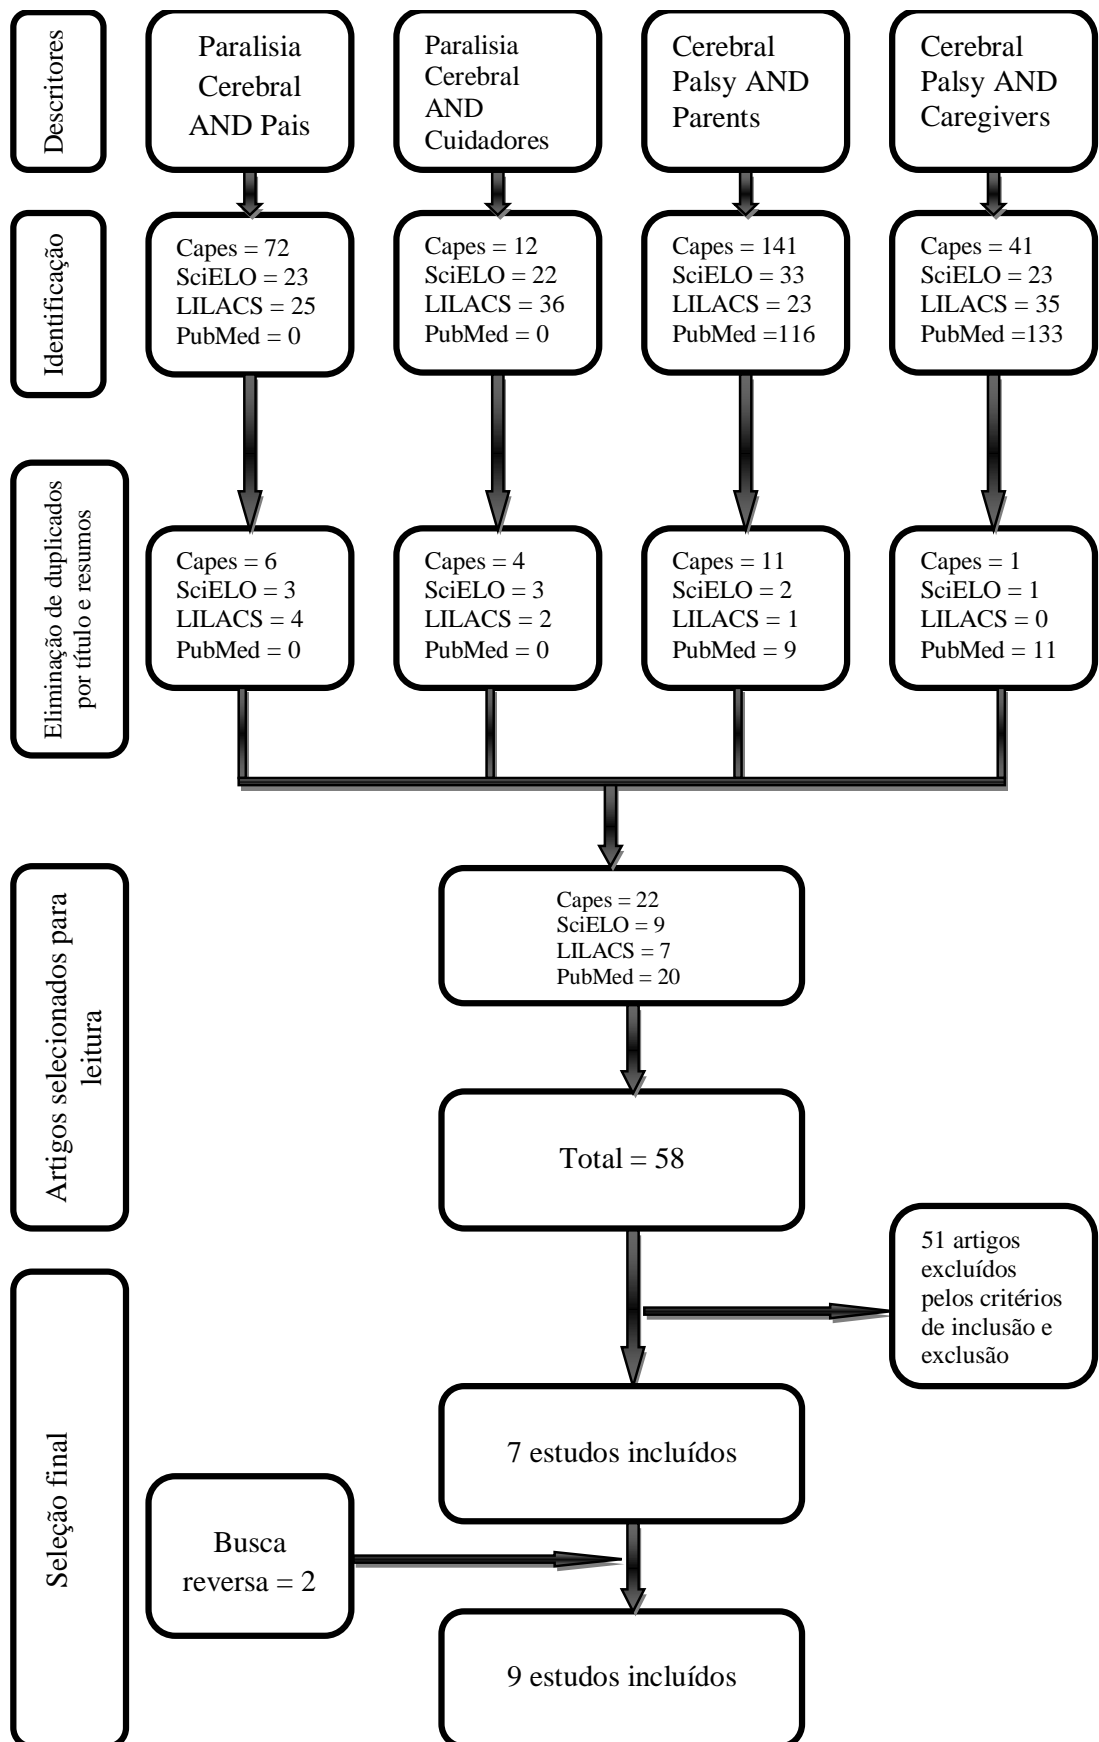 Descritores
Paralisia
Cerebral
AND Pais
Paralisia
Cerebral
AND
Cuidadores
Cerebral
Palsy AND
Parents
Cerebral
Palsy AND
Caregivers
Identificação
Capes = 72
SciELO = 23
LILACS = 25
PubMed = 0
Capes = 12
SciELO = 22
LILACS = 36
PubMed = 0
Capes = 141
SciELO = 33
LILACS = 23
PubMed =116
Capes = 41
SciELO = 23
LILACS = 35
PubMed =133
Eliminação de duplicados
por título e resumos
Capes = 6
SciELO = 3
LILACS = 4
PubMed = 0
Capes = 4
SciELO = 3
LILACS = 2
PubMed = 0
Capes = 11
SciELO = 2
LILACS = 1
PubMed = 9
Capes = 1
SciELO = 1
LILACS = 0
PubMed = 11
Artigos selecionados para
leitura
Capes = 22
SciELO = 9
LILACS = 7
PubMed = 20
Total = 58
51 artigos
excluídos
pelos critérios
de inclusão e
exclusão
Seleção final
7 estudos incluídos
Busca
reversa = 2
9 estudos incluídos